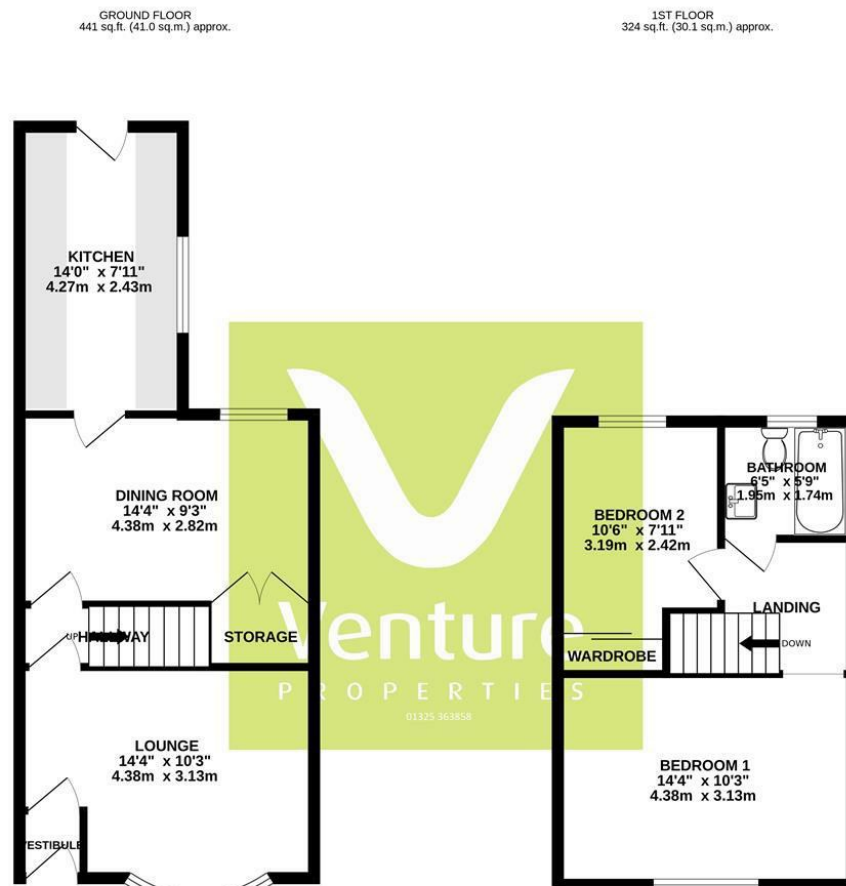 GROUND FLOOR
441 sq.ft. (41.0 sq.m.) approx.
1ST FLOOR
324 sq.ft. (30.1 sq.m.) approx.
KITCHEN
14'0" x 7'11"
4.27m x 2.43m
DINING ROOM
14'4" x 9'3"
4.38m x 2.82m
UP
HALLWAY
STORAGE
LOUNGE
14'4" x 10'3"
4.38m x 3.13m
VESTIBULE
Venture
PROPERTIES
01325 363858
BATHROOM
6'5" x 5'9"
1.95m x 1.74m
BEDROOM 2
10'6" x 7'11"
3.19m x 2.42m
LANDING
DOWN
WARDROBE
BEDROOM 1
14'4" x 10'3"
4.38m x 3.13m